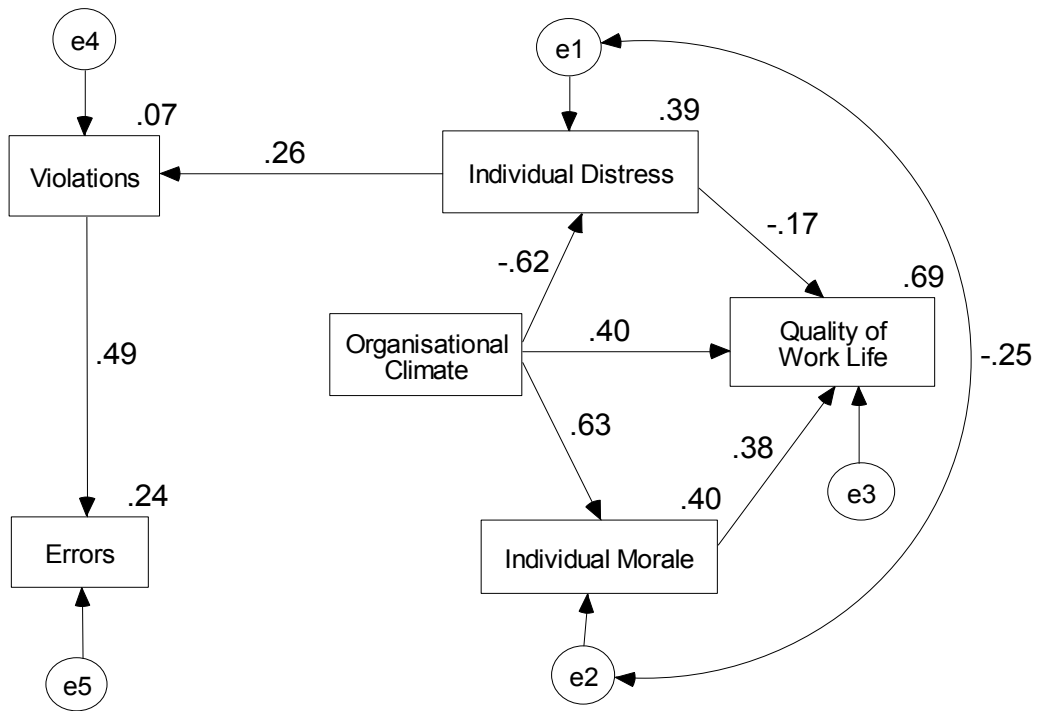 e4
e1
.07
.39
Violations
.26
Individual Distress
-.17
-.62
.69
Organisational
Climate
.40
Quality of
Work Life
-.25
.49
.63
.38
.24
.40
e3
Errors
Individual Morale
e5
e2